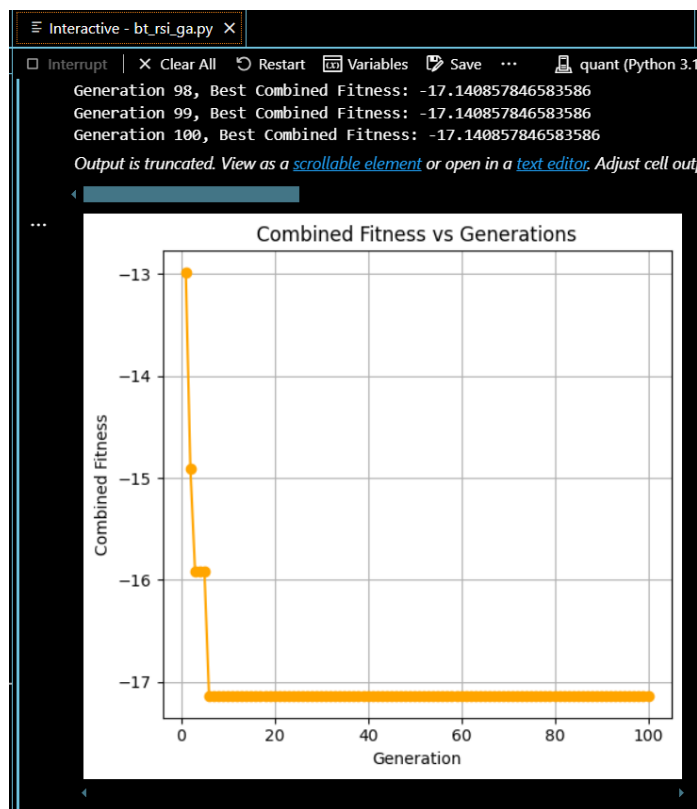 Interactive - bt_rsi_ga.py
Interrupt Clear All Restart Variables Save ... quant (Python 3.1
Generation 98, Best Combined Fitness: -17.140857846583586
Generation 99, Best Combined Fitness: -17.140857846583586
Generation 100, Best Combined Fitness: -17.140857846583586
Output is truncated. View as a scrollable element or open in a text editor. Adjust cell out
...
Combined Fitness vs Generations
−13
−14
−15
−16
−17
Combined Fitness
0 20 40 60 80 100
Generation